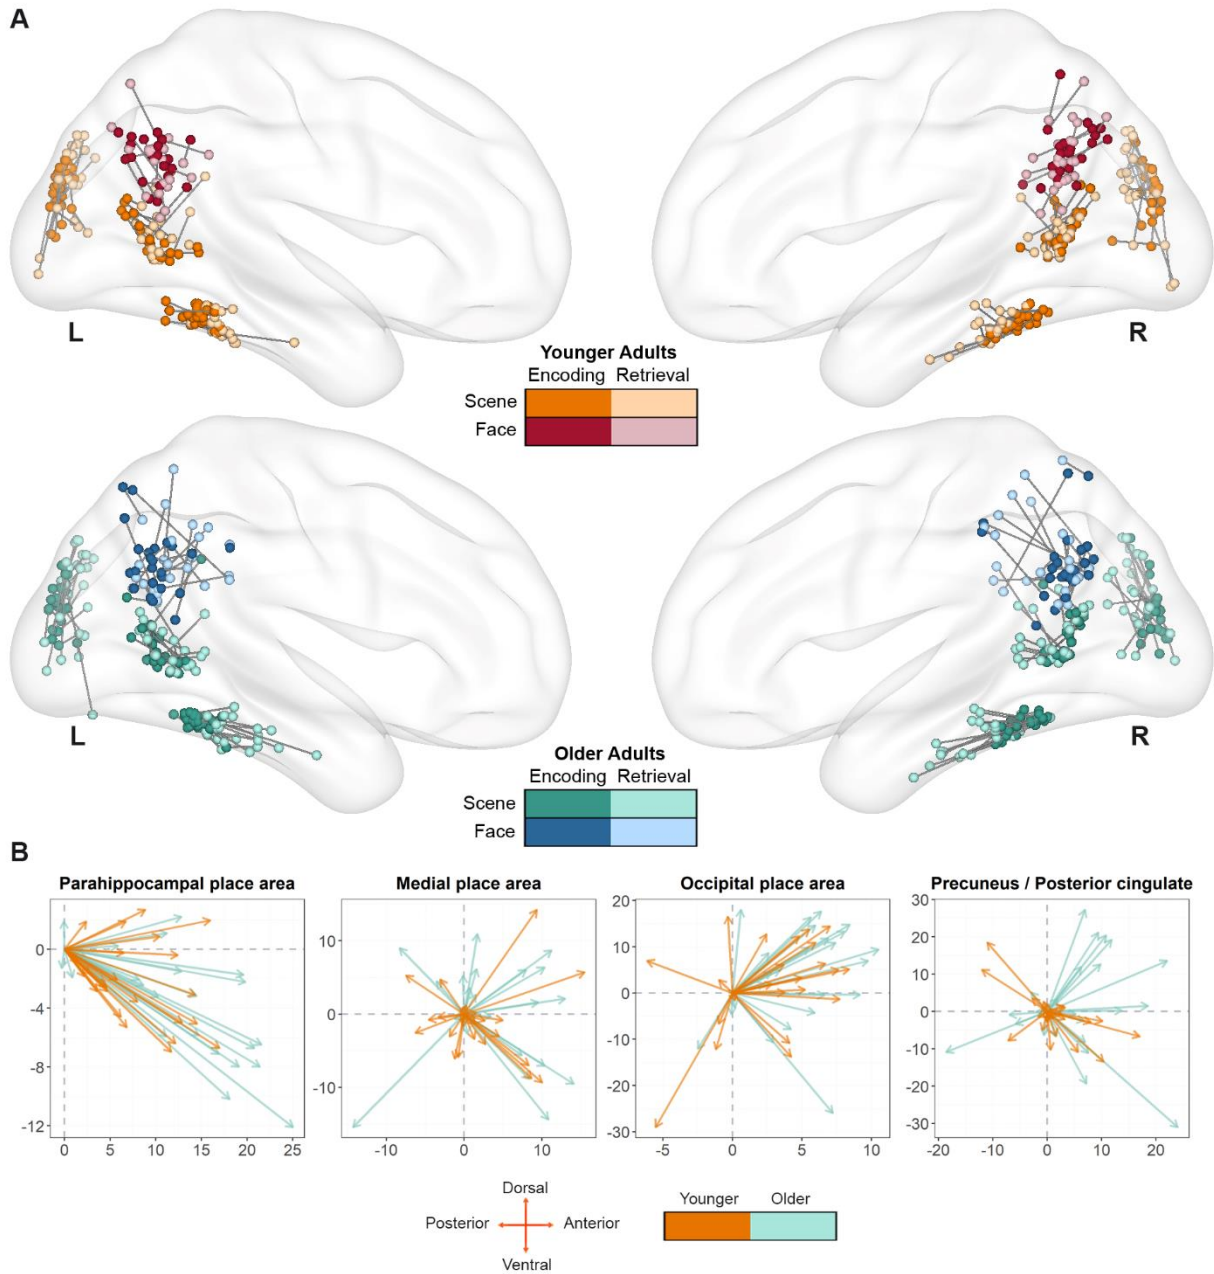 A
L
R
Younger Adults
Encoding Retrieval
Scene
Face
L
R
Older Adults
Encoding Retrieval
Scene
Face
B
Parahippocampal place area
Medial place area
Occipital place area
Precuneus / Posterior cingulate
0
-4
-8
-12
0 5 10 15 20 25
10
0
-10
-10 0 10
20
10
0
-10
-20
-30
-5 0 5 10
30
20
10
0
-10
-20
-30
-20 -10 0 10 20
Dorsal
Posterior Anterior
Ventral
Younger Older